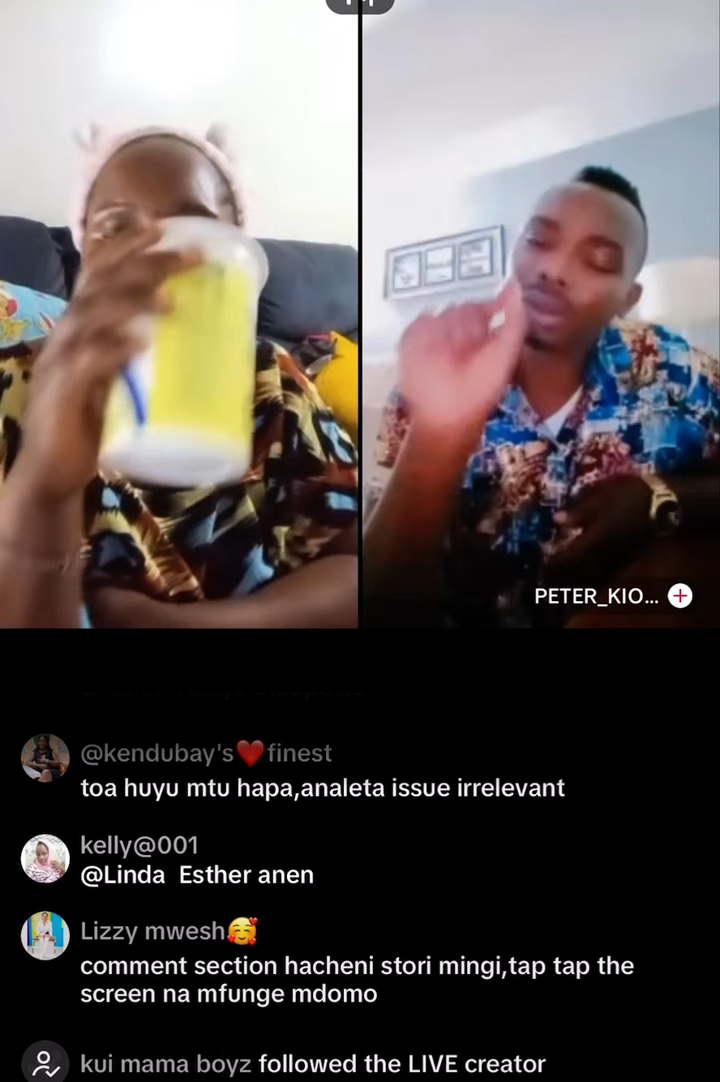 PETER_KIO...
@kendubay's❤️finest
toa huyu mtu hapa,analeta issue irrelevant
kelly@001
@Linda Esther anen
Lizzy mwesh🥰
comment section hacheni stori mingi,tap tap the
screen na mfunge mdomo
kui mama boyz followed the LIVE creator